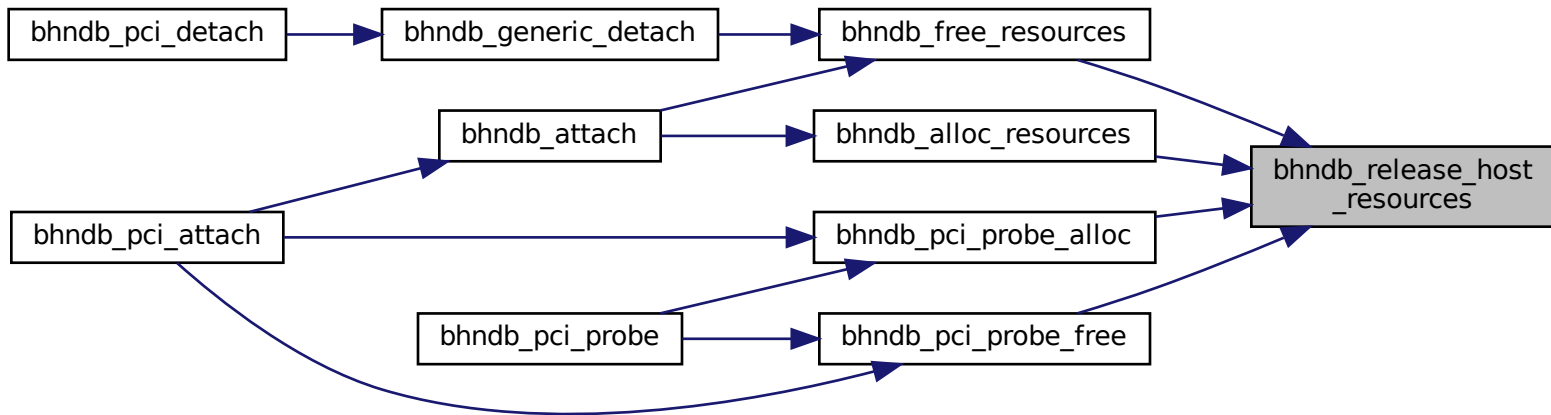 bhndb_pci_detach
bhndb_generic_detach
bhndb_free_resources
bhndb_attach
bhndb_alloc_resources
bhndb_release_host
_resources
bhndb_pci_attach
bhndb_pci_probe_alloc
bhndb_pci_probe
bhndb_pci_probe_free